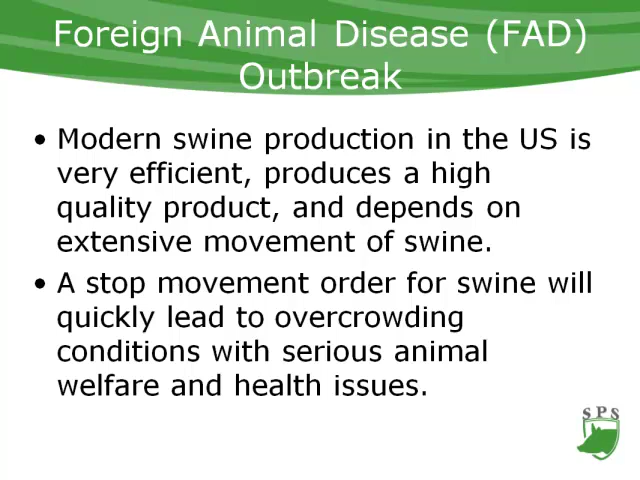 Foreign Animal Disease (FAD)
Outbreak
• Modern swine production in the US is
very efficient, produces a high
quality product, and depends on
extensive movement of swine.
• A stop movement order for swine will
quickly lead to overcrowding
conditions with serious animal
welfare and health issues.
SPS